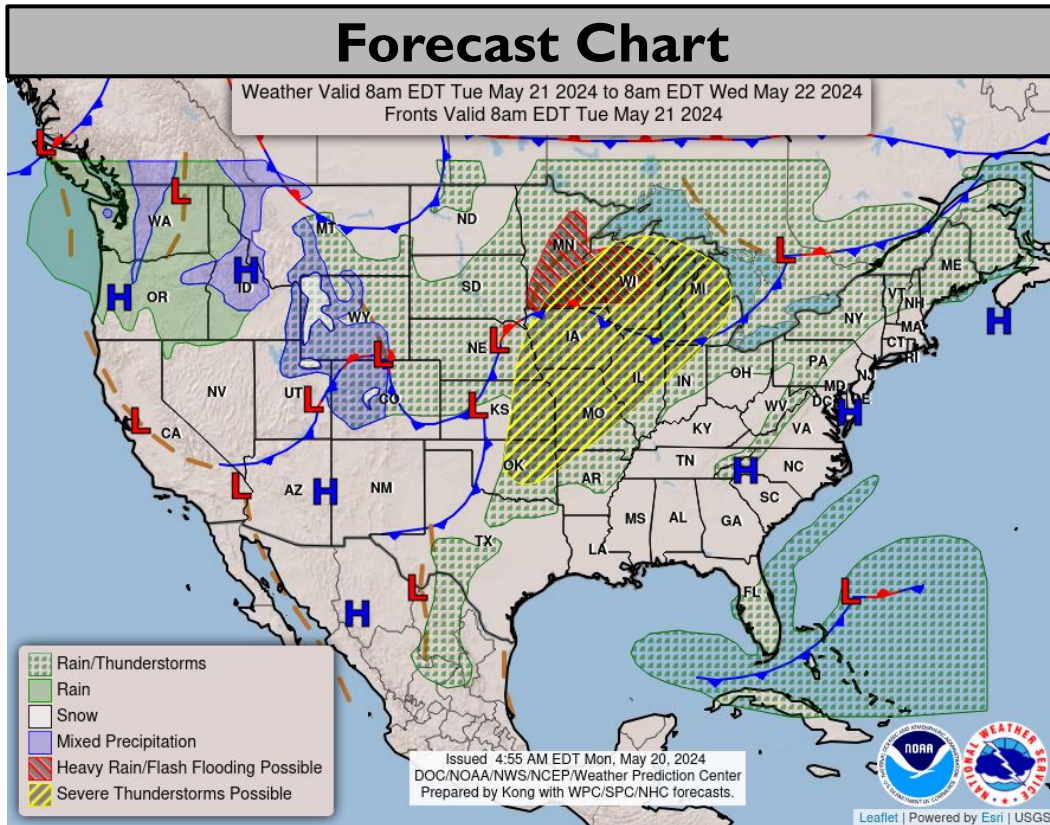 Forecast Chart
Weather Valid 8am EDT Tue May 21 2024 to 8am EDT Wed May 22 2024
Fronts Valid 8am EDT Tue May 21 2024
L
L
WA
MT
ND
MN
L
ME
H
OR
H
ID
SD
WI
MI
VT
NH
WY
NY
MA
H
L
NE
L
IA
CT
RI
NV
UT
L
CO
L
KS
IL
IN
OH
PA
NJ
MD
DE
DC
H
L
CA
MO
WV
VA
KY
OK
TN
NC
L
AZ
H
NM
AR
H
SC
MS
AL
GA
TX
LA
L
FL
L
H
Rain/Thunderstorms
Rain
Snow
Mixed Precipitation
Heavy Rain/Flash Flooding Possible
Severe Thunderstorms Possible
Issued 4:55 AM EDT Mon, May 20, 2024
DOC/NOAA/NWS/NCEP/Weather Prediction Center
Prepared by Kong with WPC/SPC/NHC forecasts.
NOAA
NATIONAL WEATHER SERVICE
Leaflet | Powered by Esri | USGS